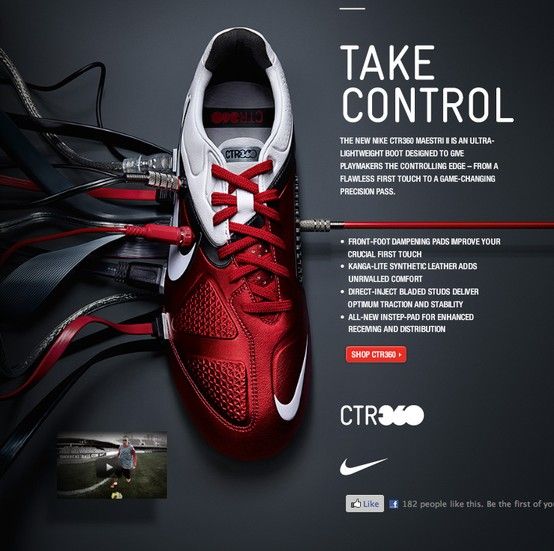 TAKE
CONTROL
THE NEW NIKE CTR360 MAESTRI II IS AN ULTRA-
LIGHTWEIGHT BOOT DESIGNED TO GIVE
PLAYMAKERS THE CONTROLLING EDGE – FROM A
FLAWLESS FIRST TOUCH TO A GAME-CHANGING
PRECISION PASS.
• FRONT-FOOT DAMPENING PADS IMPROVE YOUR
CRUCIAL FIRST TOUCH
• KANGA-LITE SYNTHETIC LEATHER ADDS
UNRIVALLED COMFORT
• DIRECT-INJECT BLADED STUDS DELIVER
OPTIMUM TRACTION AND STABILITY
• ALL-NEW INSTEP-PAD FOR ENHANCED
RECEIVING AND DISTRIBUTION
SHOP CTR360
CTR360
CTR360
CTR360
Like
182 people like this. Be the first of yo